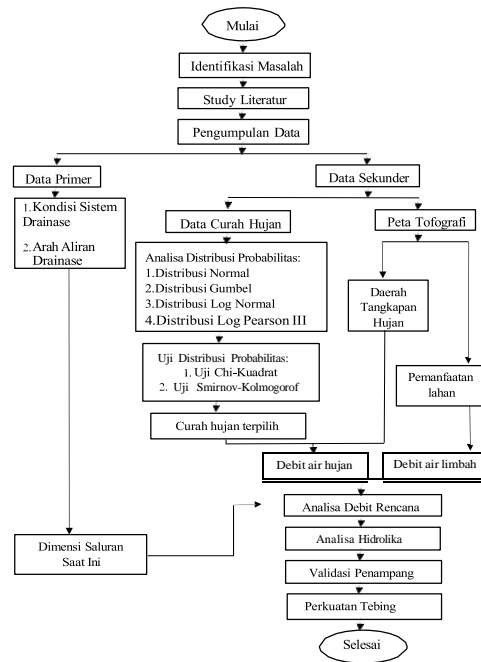 Mulai
Identifikasi Masalah
Study Literatur
Pengumpulan Data
Data Primer
Data Sekunder
1.Kondisi Sistem
Drainase
2.Arah Aliran
Drainase
Data Curah Hujan
Peta Tofografi
Analisa Distribusi Probabilitas:
1.Distribusi Normal
2.Distribusi Gumbel
3.Distribusi Log Normal
4.Distribusi Log Pearson III
Daerah
Tangkapan
Hujan
Uji Distribusi Probabilitas:
1. Uji Chi-Kuadrat
2. Uji Smirnov-Kolmogorof
Pemanfaatan
lahan
Curah hujan terpilih
Debit air hujan
Debit air limbah
Analisa Debit Rencana
Dimensi Saluran
Saat Ini
Analisa Hidrolika
Validasi Penampang
Perkuatan Tebing
Selesai